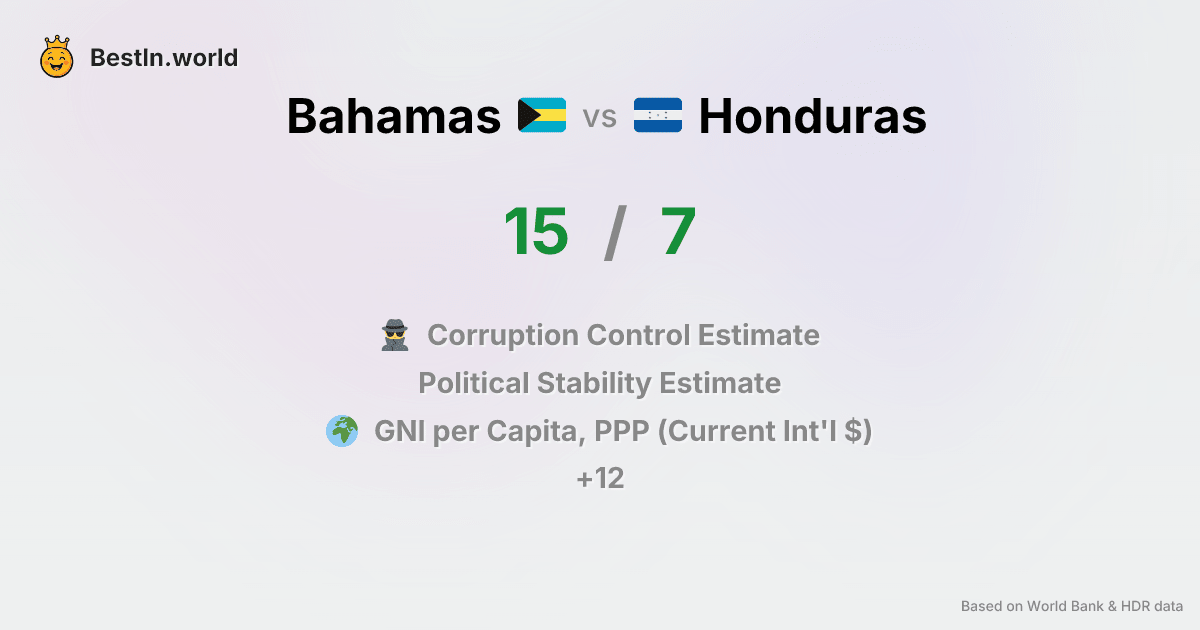 BestIn.world
Bahamas vs Honduras
15 / 7
Corruption Control Estimate
Political Stability Estimate
GNI per Capita, PPP (Current Int'l $)
+12
Based on World Bank & HDR data